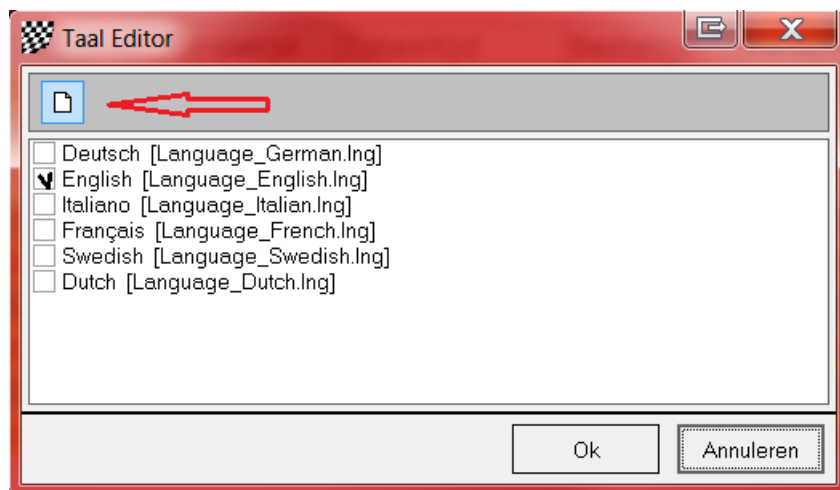 Taal Editor
Deutsch [Language_German.lng]
English [Language_English.lng]
Italiano [Language_Italian.lng]
Français [Language_French.lng]
Swedish [Language_Swedish.lng]
Dutch [Language_Dutch.lng]
Ok
Annuleren